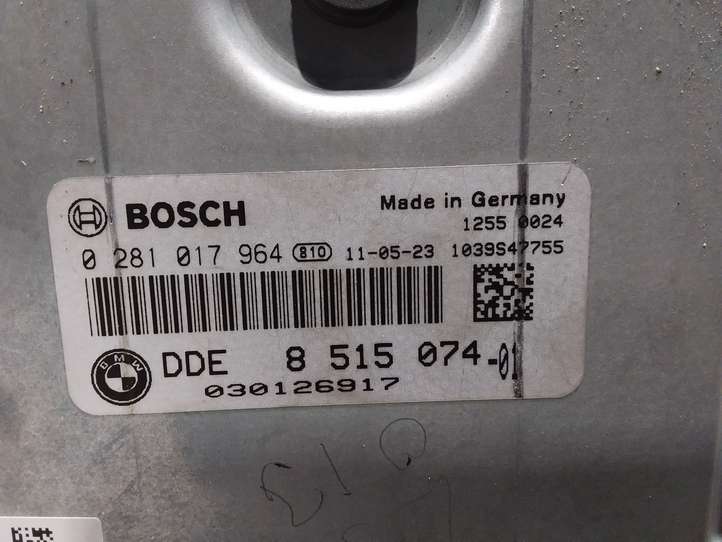 BOSCH Made in Germany
1255 0024
0 281 017 964 810 11-05-23 1039S47755
BMW DDE 8 515 074-01
030126917